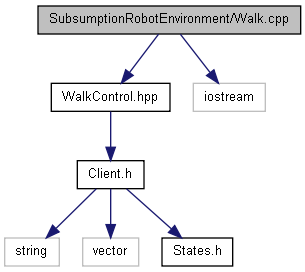 SubsumptionRobotEnvironment/Walk.cpp
WalkControl.hpp
iostream
Client.h
string
vector
States.h